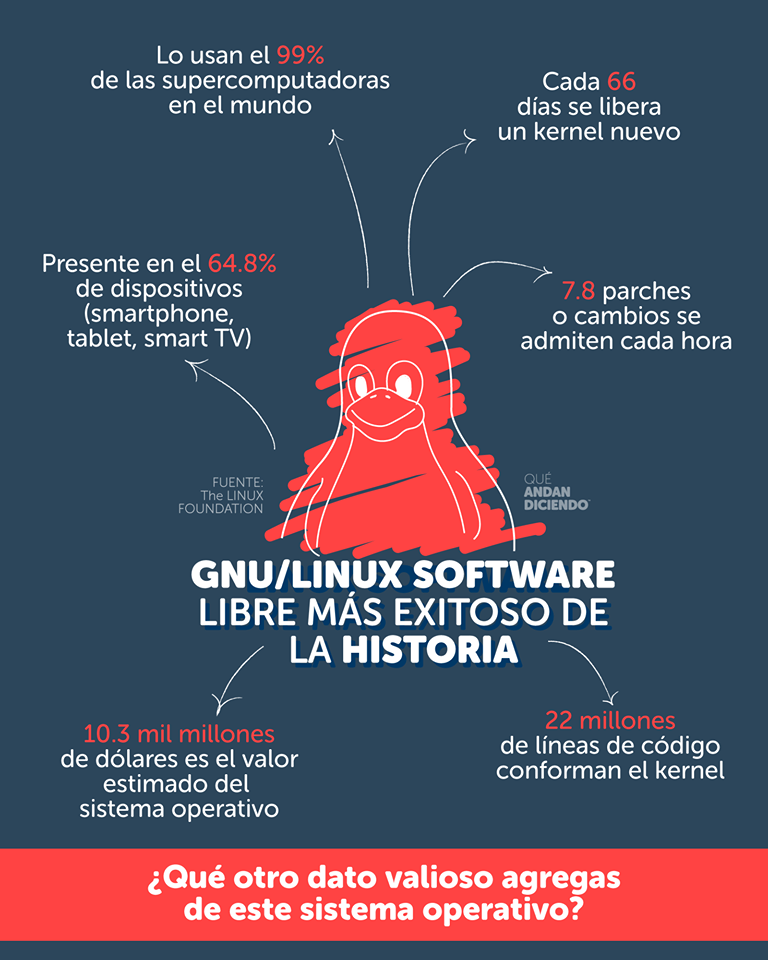 Lo usan el 99%
de las supercomputadoras
en el mundo
Cada 66
días se libera
un kernel nuevo
Presente en el 64.8%
de dispositivos
(smartphone,
tablet, smart TV)
7.8 parches
o cambios se
admiten cada hora
FUENTE:
The LINUX
FOUNDATION
QUÉ
ANDAN
DICIENDO
GNU/LINUX SOFTWARE
LIBRE MÁS EXITOSO DE
LA HISTORIA
10.3 mil millones
de dólares es el valor
estimado del
sistema operativo
22 millones
de líneas de código
conforman el kernel
¿Qué otro dato valioso agregas
de este sistema operativo?